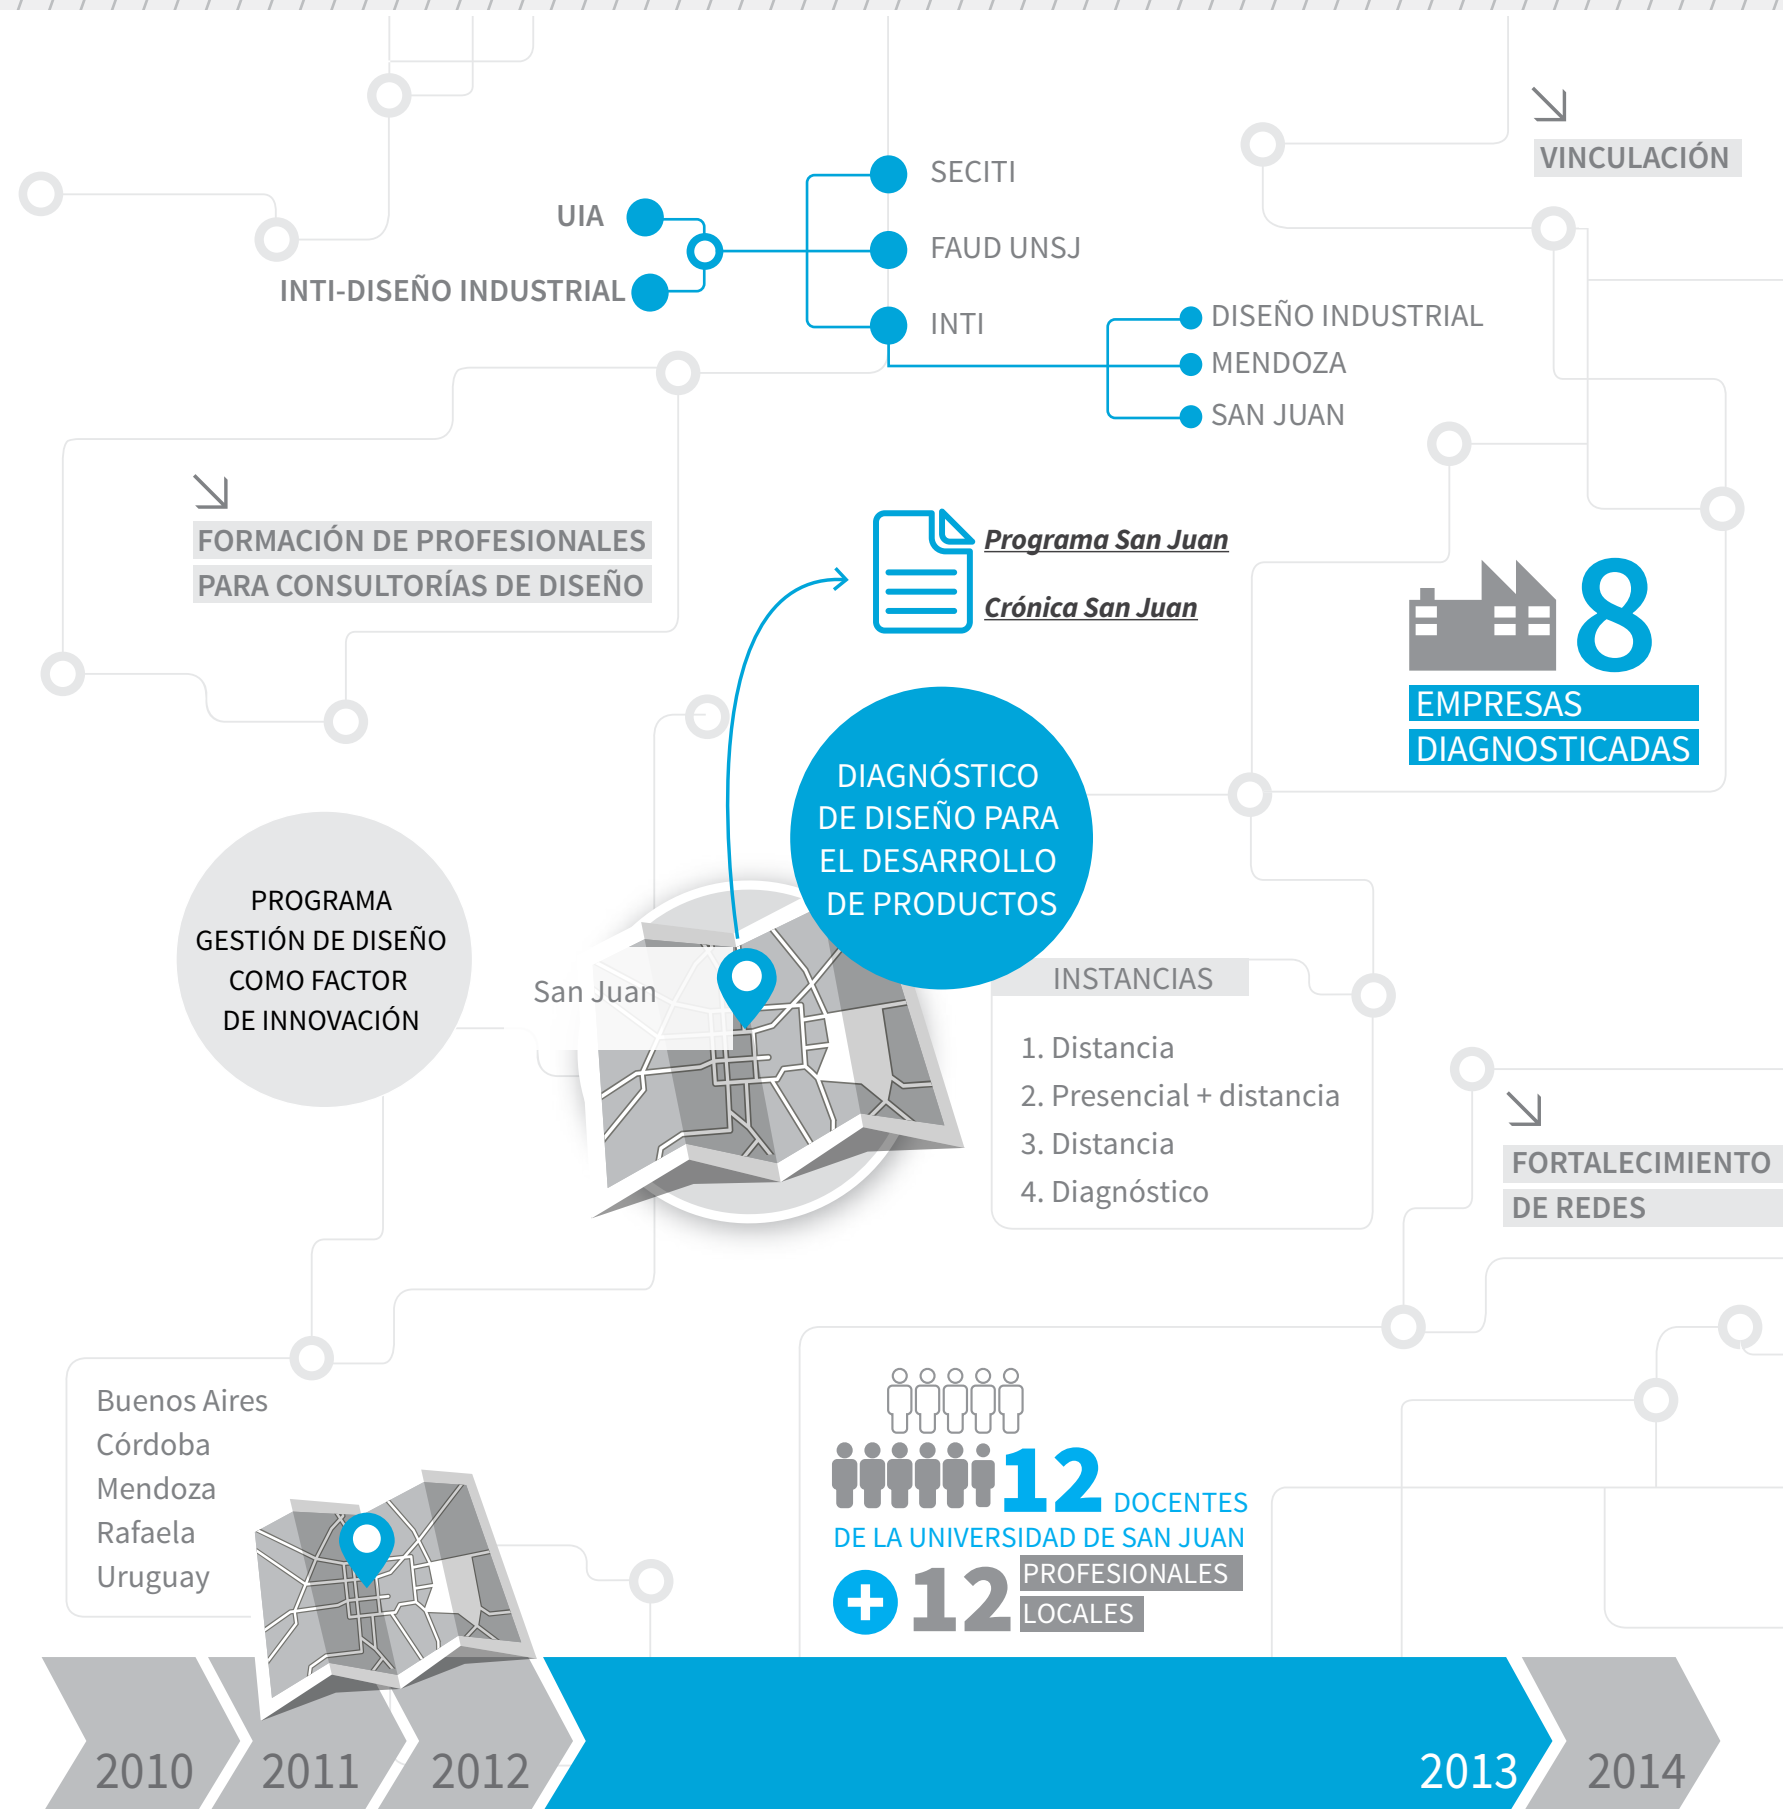 VINCULACIÓN
UIA
INTI-DISEÑO INDUSTRIAL
SECITI
FAUD UNSJ
INTI
DISEÑO INDUSTRIAL
MENDOZA
SAN JUAN
FORMACIÓN DE PROFESIONALES
PARA CONSULTORÍAS DE DISEÑO
Programa San Juan
Crónica San Juan
8
EMPRESAS
DIAGNOSTICADAS
DIAGNÓSTICO
DE DISEÑO PARA
EL DESARROLLO
DE PRODUCTOS
PROGRAMA
GESTIÓN DE DISEÑO
COMO FACTOR
DE INNOVACIÓN
San Juan
INSTANCIAS
1. Distancia
2. Presencial + distancia
3. Distancia
4. Diagnóstico
FORTALECIMIENTO
DE REDES
Buenos Aires
Córdoba
Mendoza
Rafaela
Uruguay
12 DOCENTES
DE LA UNIVERSIDAD DE SAN JUAN
+ 12 PROFESIONALES
LOCALES
2010
2011
2012
2013
2014